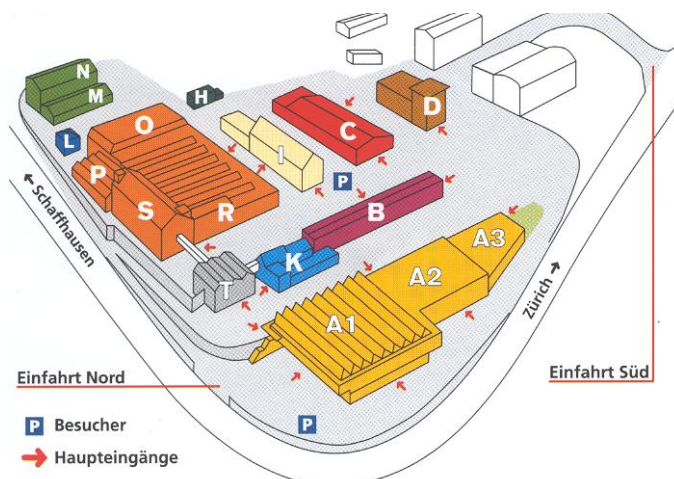 N
M
H
D
L
O
C
I
P
P
S
R
B
A3
K
A2
T
A1
← Schaffhausen
Zürich →
Einfahrt Nord
Einfahrt Süd
P Besucher
P
→ Haupteingänge